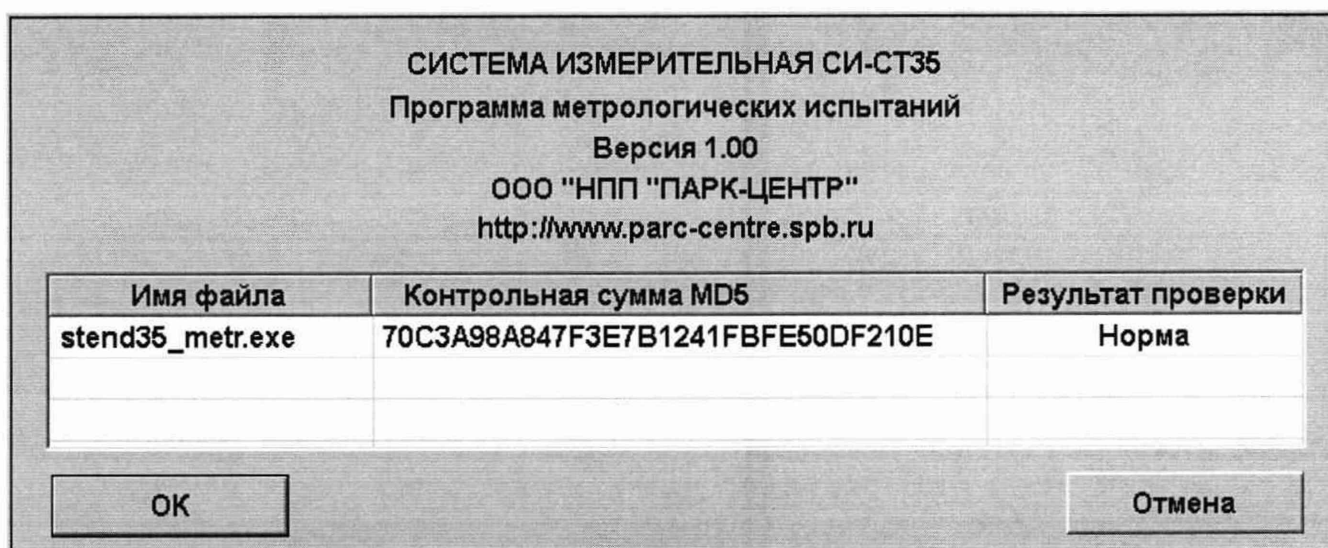 СИСТЕМА ИЗМЕРИТЕЛЬНАЯ СИ-СТ35
Программа метрологических испытаний
Версия 1.00
ООО "НПП "ПАРК-ЦЕНТР"
http://www.parc-centre.spb.ru
Имя файла Контрольная сумма MD5 Результат проверки
stend35_metr.exe 70C3A98A847F3E7B1241FBFE50DF210E Норма
ОК Отмена